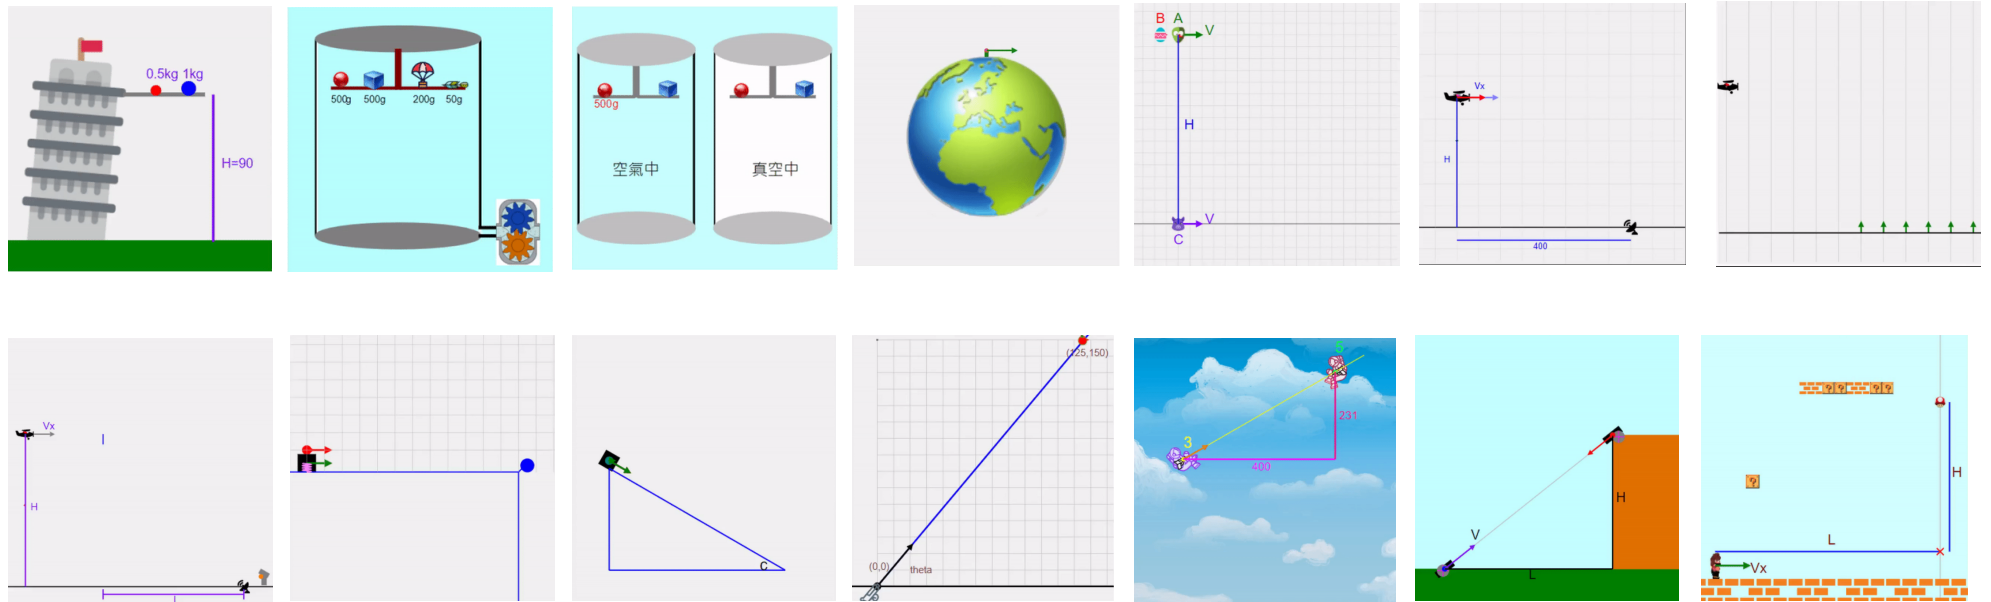 0.5kg 1kg
H=90
500g 500g 200g 50g
500g
空氣中
真空中
B A
V
H
V
C
Vx
H
400
Vx
H
C
(125,150)
(0,0)
theta
5
3
231
400
V
H
L
H
L
Vx